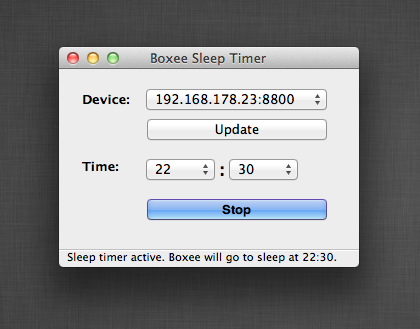 Boxee Sleep Timer
Device: 192.168.178.23:8800
Update
Time: 22 : 30
Stop
Sleep timer active. Boxee will go to sleep at 22:30.